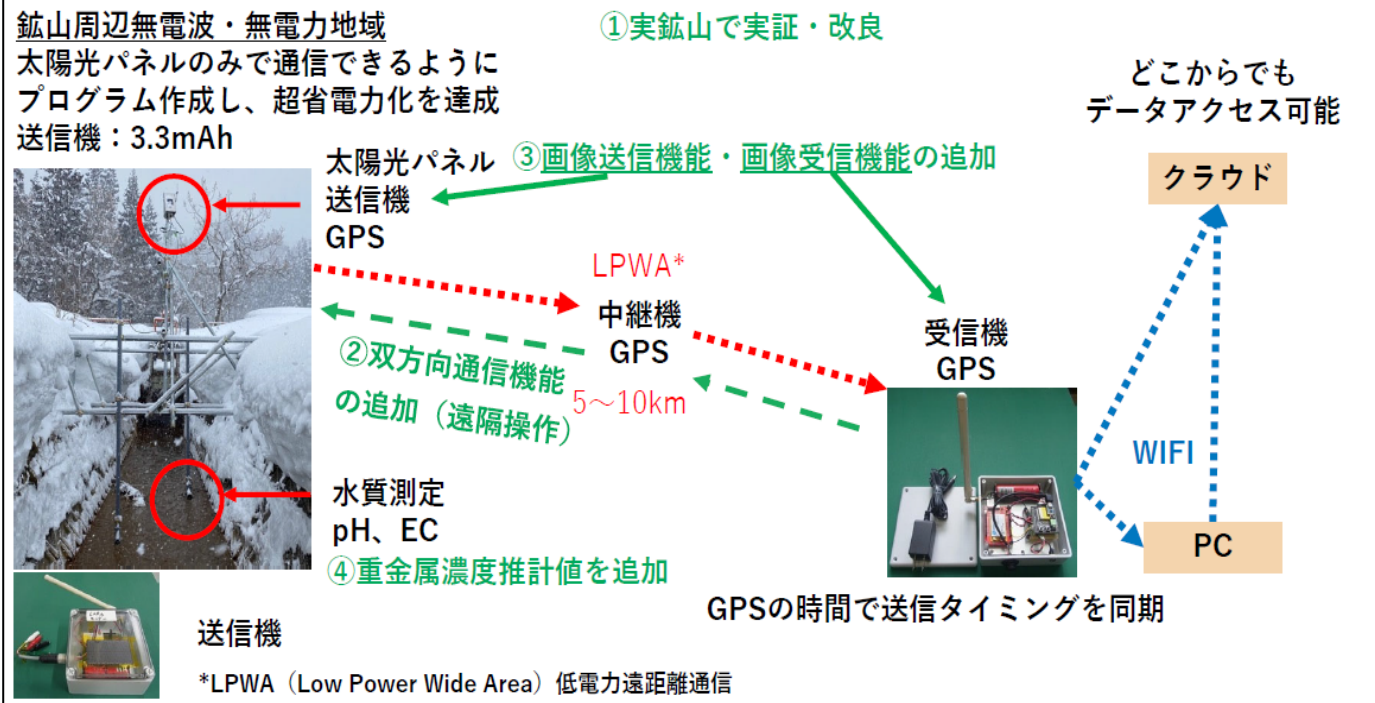 鉱山周辺無電波・無電力地域
太陽光パネルのみで通信できるように
プログラム作成し、超省電力化を達成
送信機：3.3mAh
①実鉱山で実証・改良
どこからでも
データアクセス可能
太陽光パネル
送信機
GPS
③画像送信機能・画像受信機能の追加
クラウド
LPWA*
中継機
GPS
5～10km
②双方向通信機能
の追加（遠隔操作）
受信機
GPS
WIFI
PC
水質測定
pH、EC
④重金属濃度推計値を追加
GPSの時間で送信タイミングを同期
送信機
*LPWA（Low Power Wide Area）低電力遠距離通信